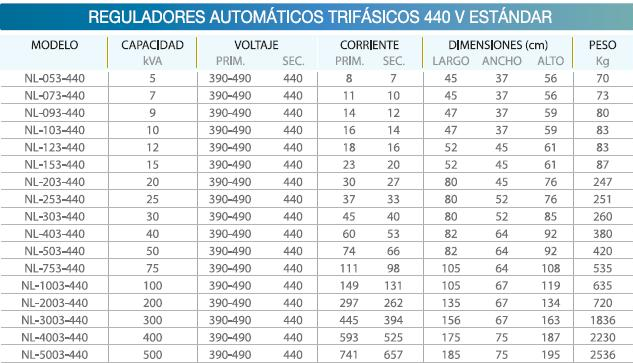 REGULADORES AUTOMÁTICOS TRIFÁSICOS 440 V ESTÁNDAR
MODELO CAPACIDAD VOLTAJE CORRIENTE DIMENSIONES (cm) PESO
kVA PRIM. SEC. PRIM. SEC. LARGO ANCHO ALTO Kg
NL-053-440 5 390-490 440 8 7 45 37 56 70
NL-073-440 7 390-490 440 11 10 45 37 56 73
NL-093-440 9 390-490 440 14 12 47 37 59 80
NL-103-440 10 390-490 440 16 14 47 37 59 83
NL-123-440 12 390-490 440 18 16 52 45 61 83
NL-153-440 15 390-490 440 23 20 52 45 61 87
NL-203-440 20 390-490 440 30 27 80 45 76 247
NL-253-440 25 390-490 440 37 33 80 52 76 251
NL-303-440 30 390-490 440 45 40 80 52 85 260
NL-403-440 40 390-490 440 60 53 82 64 92 380
NL-503-440 50 390-490 440 74 66 82 64 92 420
NL-753-440 75 390-490 440 111 98 105 64 108 535
NL-1003-440 100 390-490 440 149 131 105 67 119 635
NL-2003-440 200 390-490 440 297 262 135 67 134 720
NL-3003-440 300 390-490 440 445 394 156 67 163 1836
NL-4003-440 400 390-490 440 593 525 175 75 187 2230
NL-5003-440 500 390-490 440 741 657 185 75 195 2536